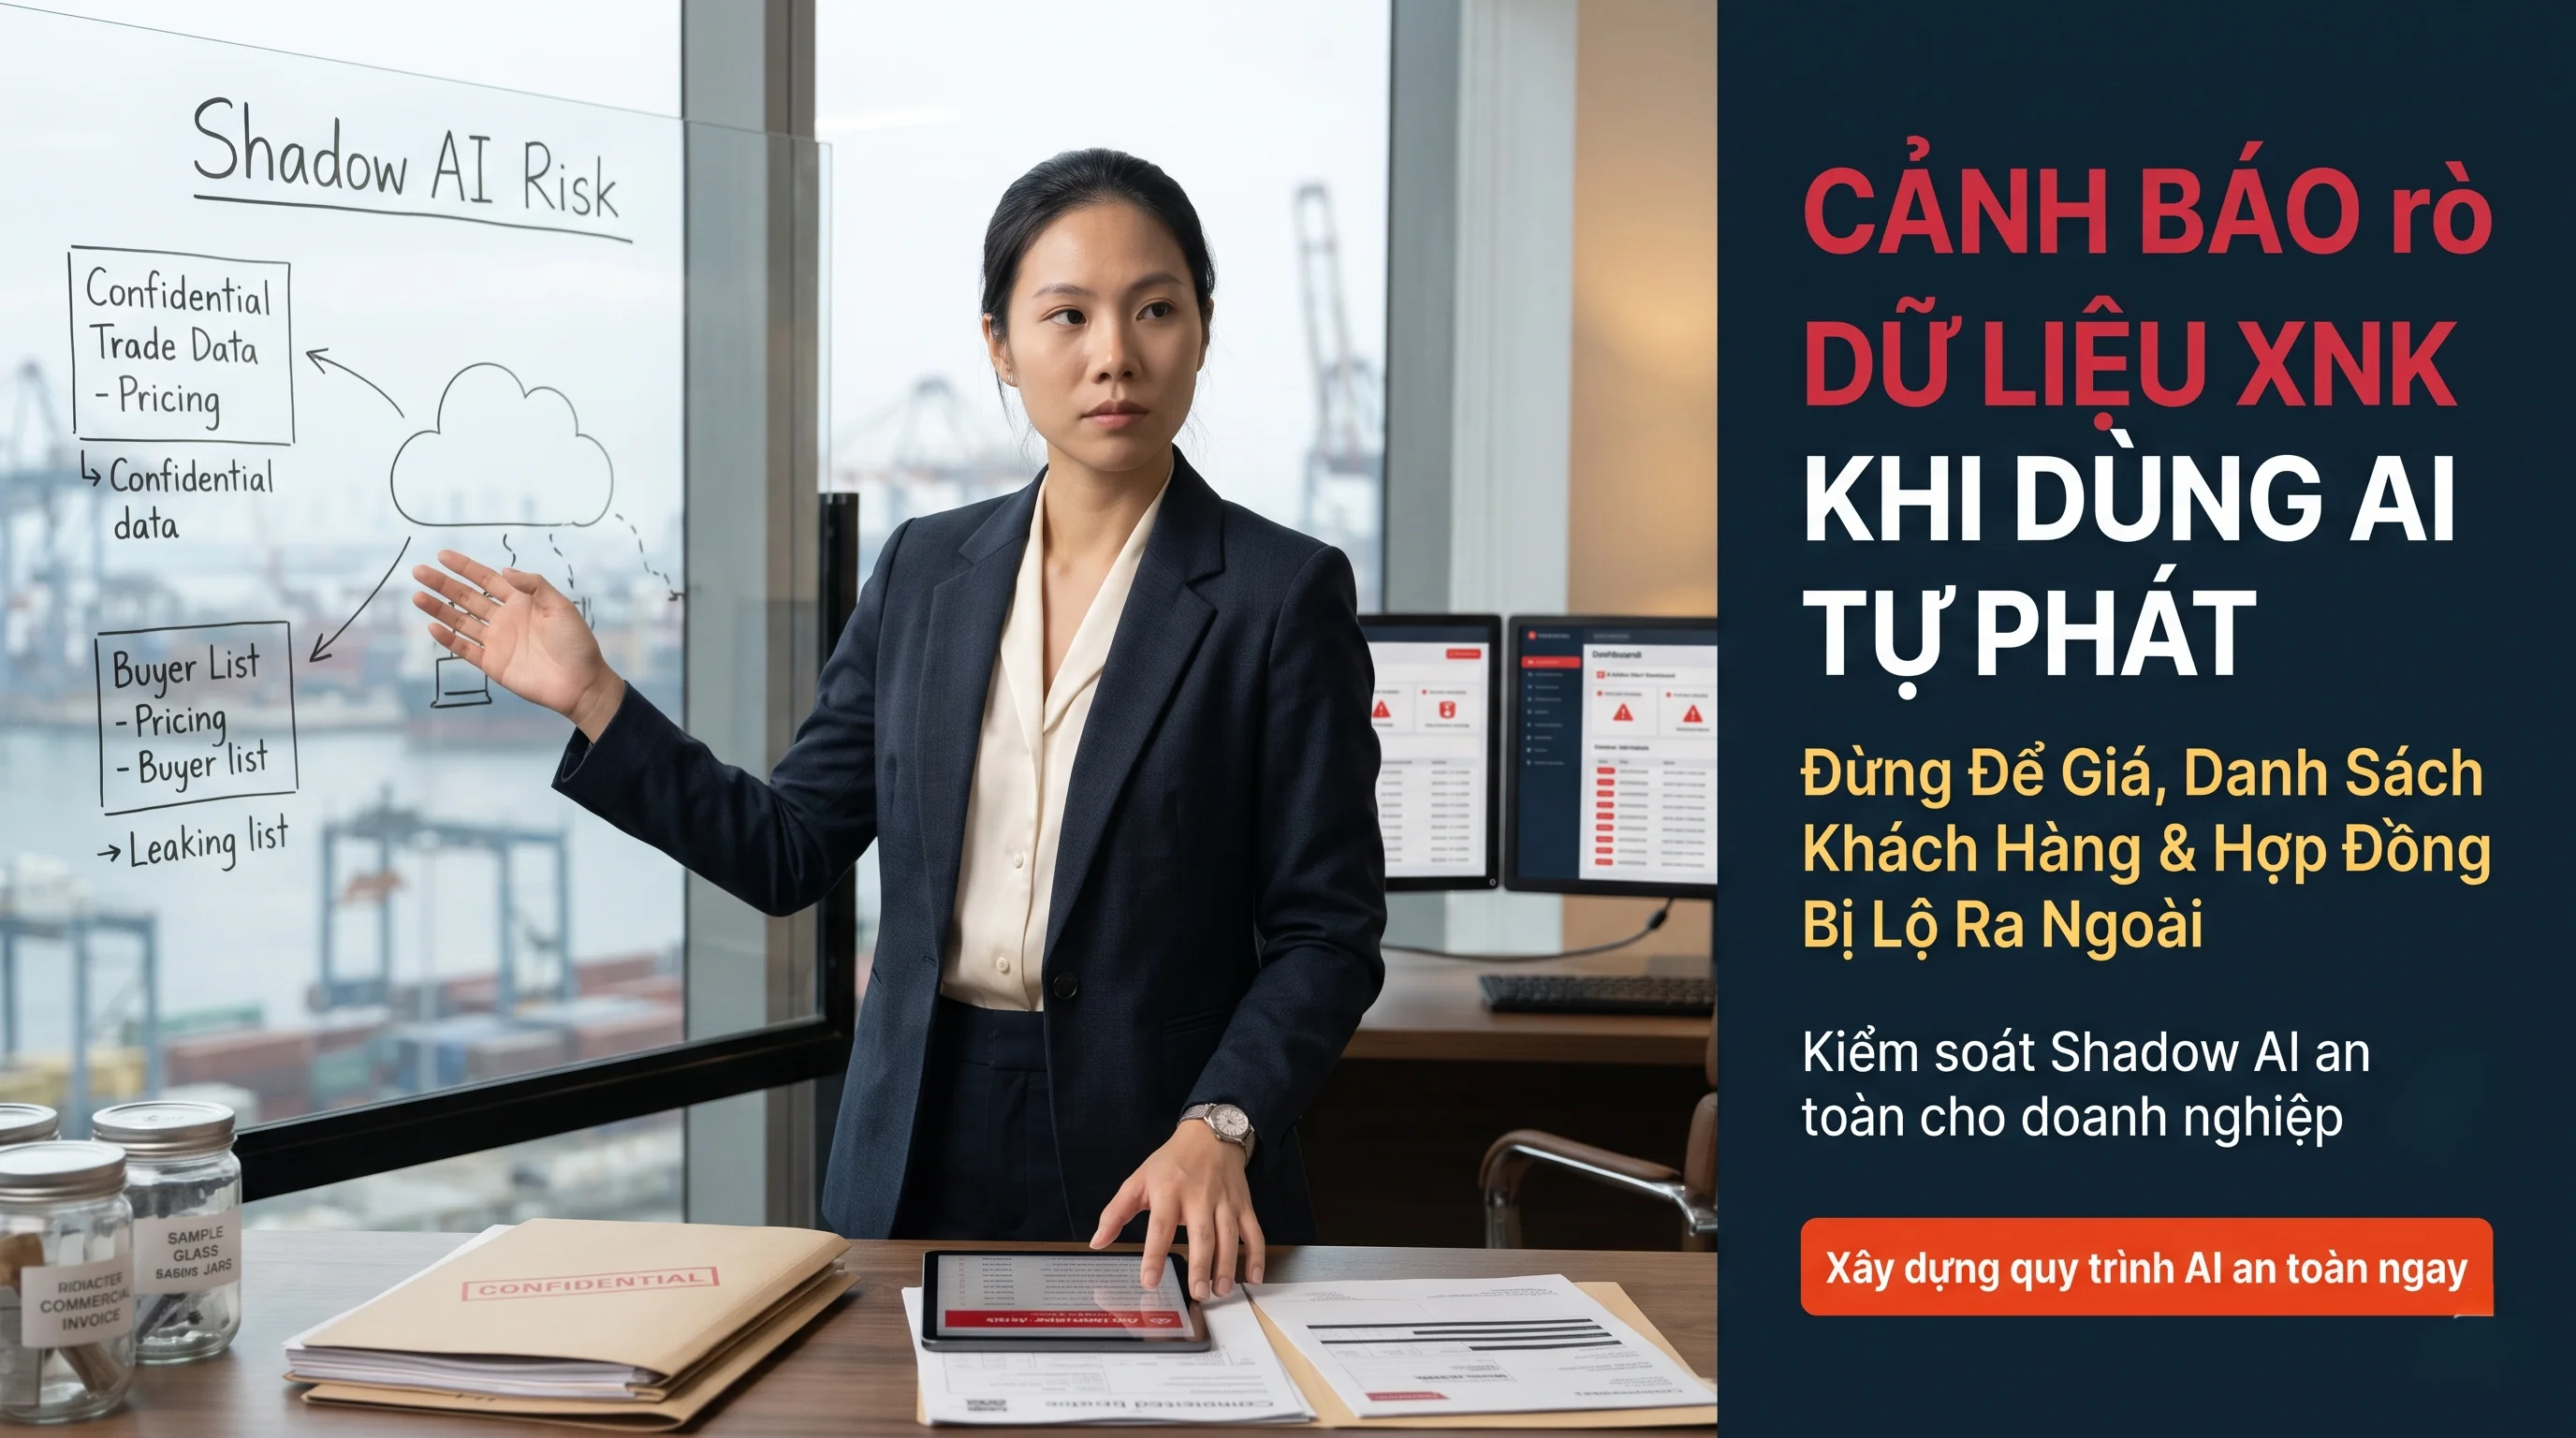 Shadow AI Risk
Confidential
Trade Data
- Pricing
↳ Confidential
data
Buyer List
- Pricing
- Buyer list
→ Leaking list
SAMPLE
GLASS
JARS
COMMERCIAL
INVOICE
CONFIDENTIAL
CẢNH BÁO rò
DỮ LIỆU XNK
KHI DÙNG AI
TỰ PHÁT
Đừng Để Giá, Danh Sách
Khách Hàng & Hợp Đồng
Bị Lộ Ra Ngoài
Kiểm soát Shadow AI an
toàn cho doanh nghiệp
Xây dựng quy trình AI an toàn ngay